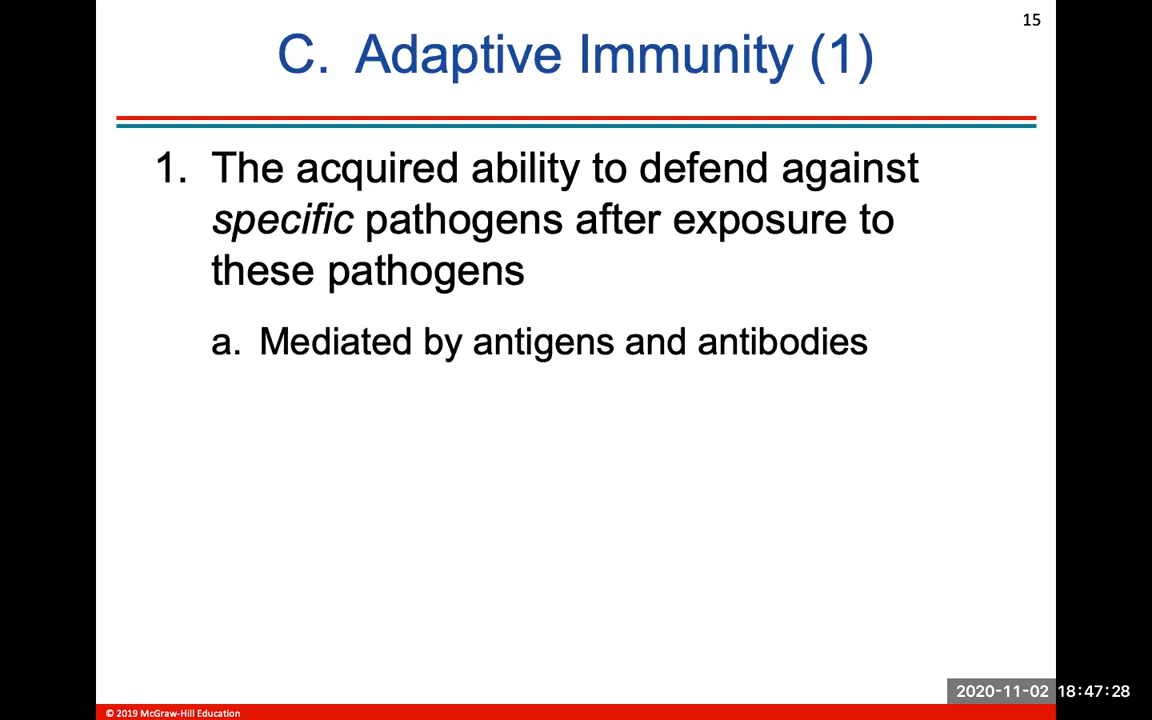 15
C. Adaptive Immunity (1)
1. The acquired ability to defend against
specific pathogens after exposure to
these pathogens
a. Mediated by antigens and antibodies
2020-11-02 18:47:28
© 2019 McGraw-Hill Education